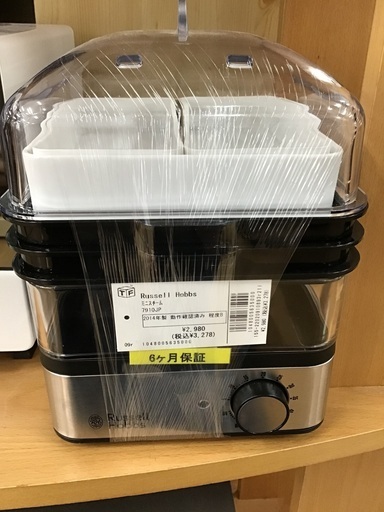 TF
Russell Hobbs
ミニスチーム
7910JP
2014年製 動作確認済み 程度B
¥2,980
(税込¥3,278)
6ヶ月保証
Russell
Hobbs